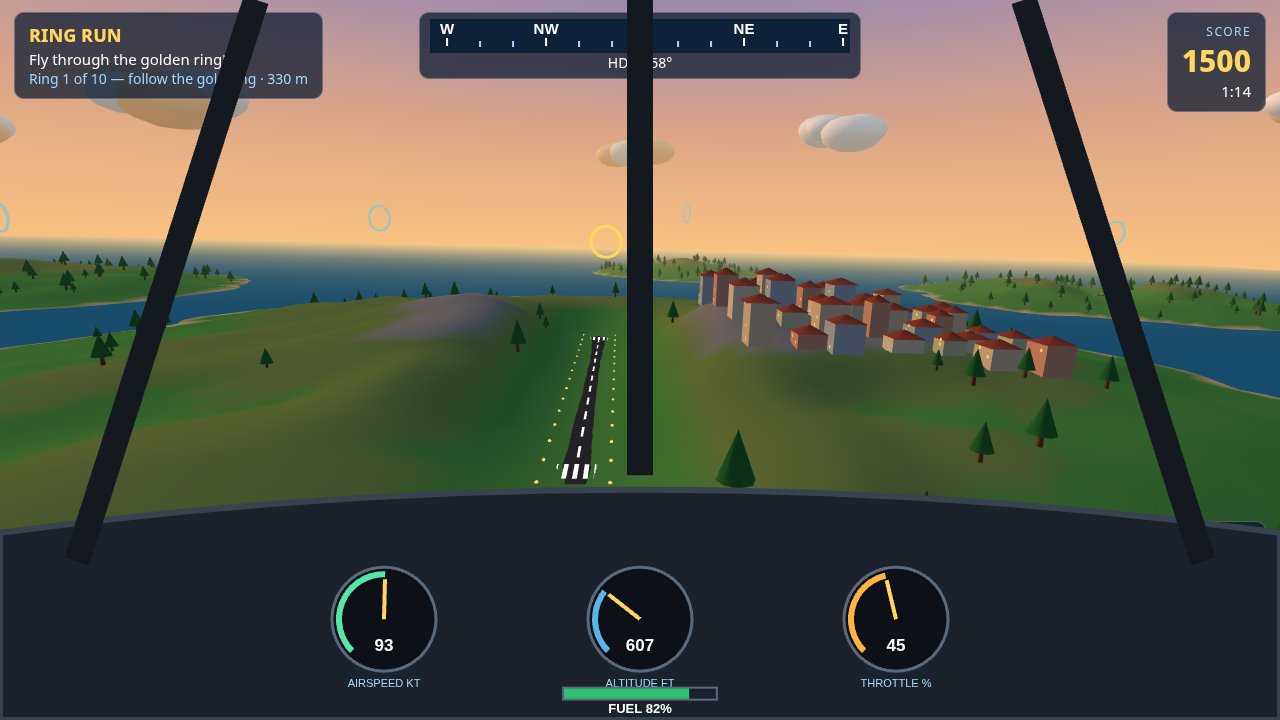 RING RUN
Fly through the golden ring
Ring 1 of 10 — follow the gol ng · 330 m
W NW NE E
HD 58°
SCORE
1500
1:14
93
AIRSPEED KT
607
ALTITUDE FT
45
THROTTLE %
FUEL 82%